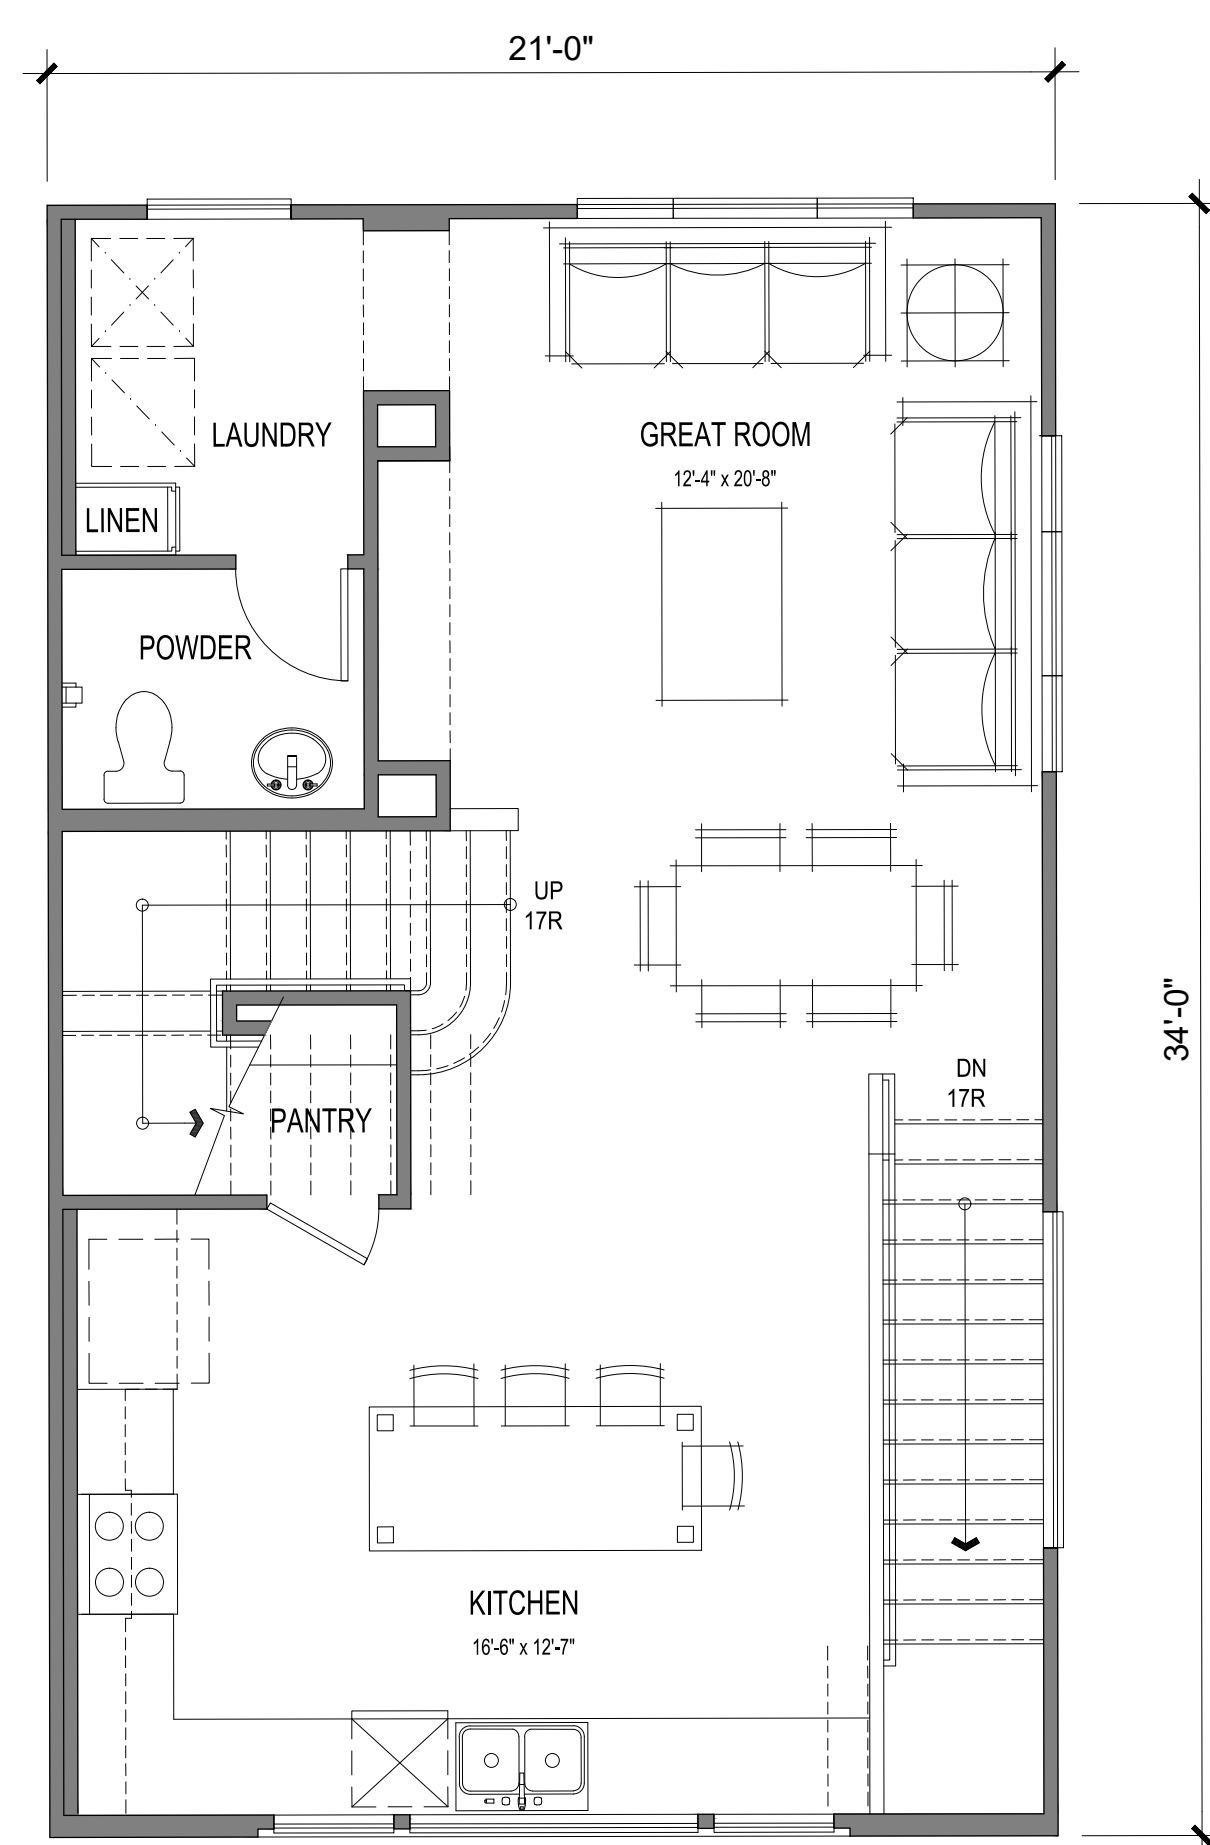 21'-0"
LAUNDRY
GREAT ROOM
12'-4" x 20'-8"
LINEN
POWDER
UP
17R
34'-0"
DN
17R
PANTRY
KITCHEN
16'-6" x 12'-7"